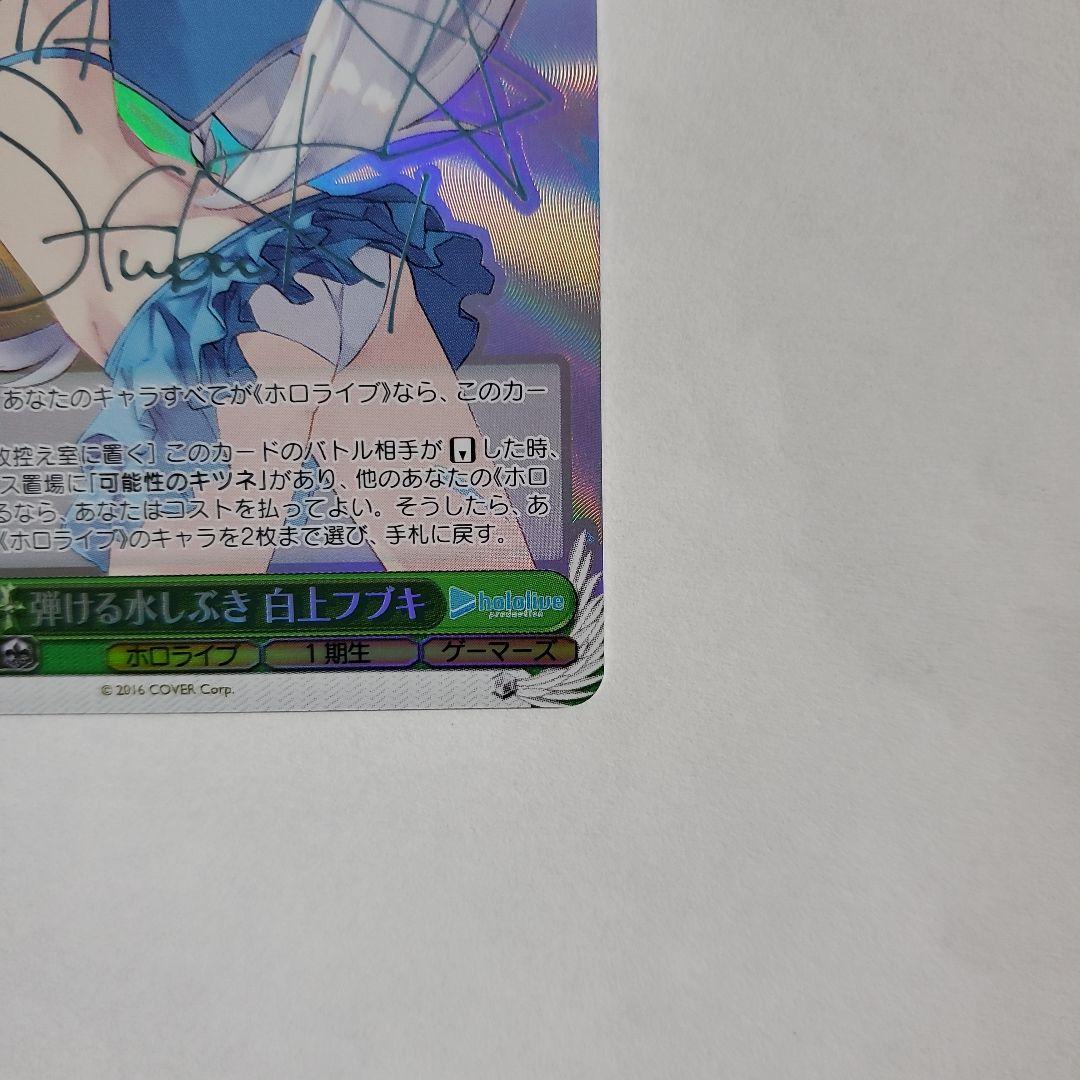 Fubuki
あなたのキャラすべてが《ホロライブ》なら、このカー
枚控え室に置く］このカードのバトル相手が した時、
ス置場に「可能性のキツネ」があり、他のあなたの《ホロ
るなら、あなたはコストを払ってよい。そうしたら、あ
《ホロライブ》のキャラを2枚まで選び、手札に戻す。
弾ける水しぶき 白上フブキ
hololive
production
ホロライブ 1期生 ゲーマーズ
© 2016 COVER Corp.